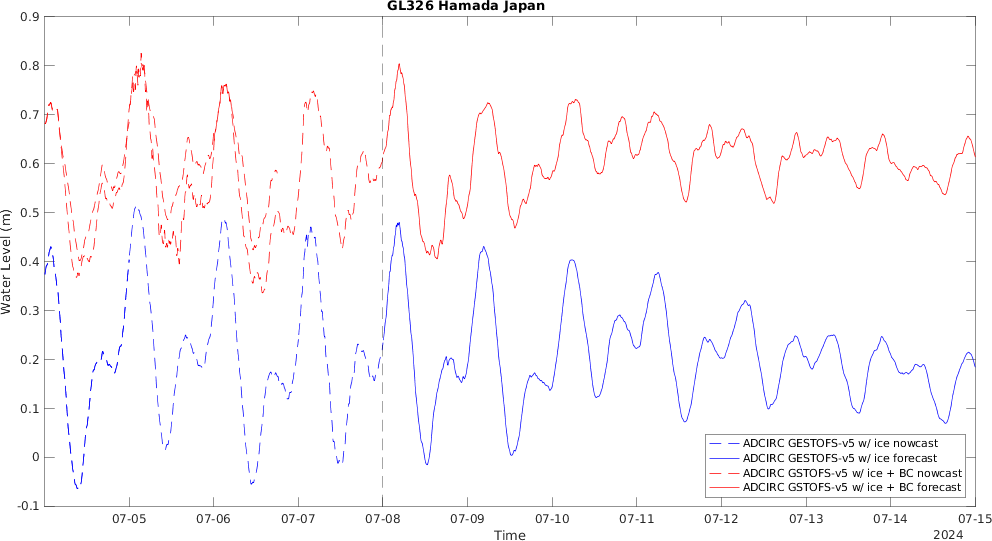 GL326 Hamada Japan
0.9
0.8
0.7
0.6
0.5
0.4
0.3
0.2
0.1
0
-0.1
Water Level (m)
ADCIRC GESTOFS-v5 w/ ice nowcast
ADCIRC GESTOFS-v5 w/ ice forecast
ADCIRC GSTOFS-v5 w/ ice + BC nowcast
ADCIRC GSTOFS-v5 w/ ice + BC forecast
07-05 07-06 07-07 07-08 07-09 07-10 07-11 07-12 07-13 07-14 07-15
Time
2024